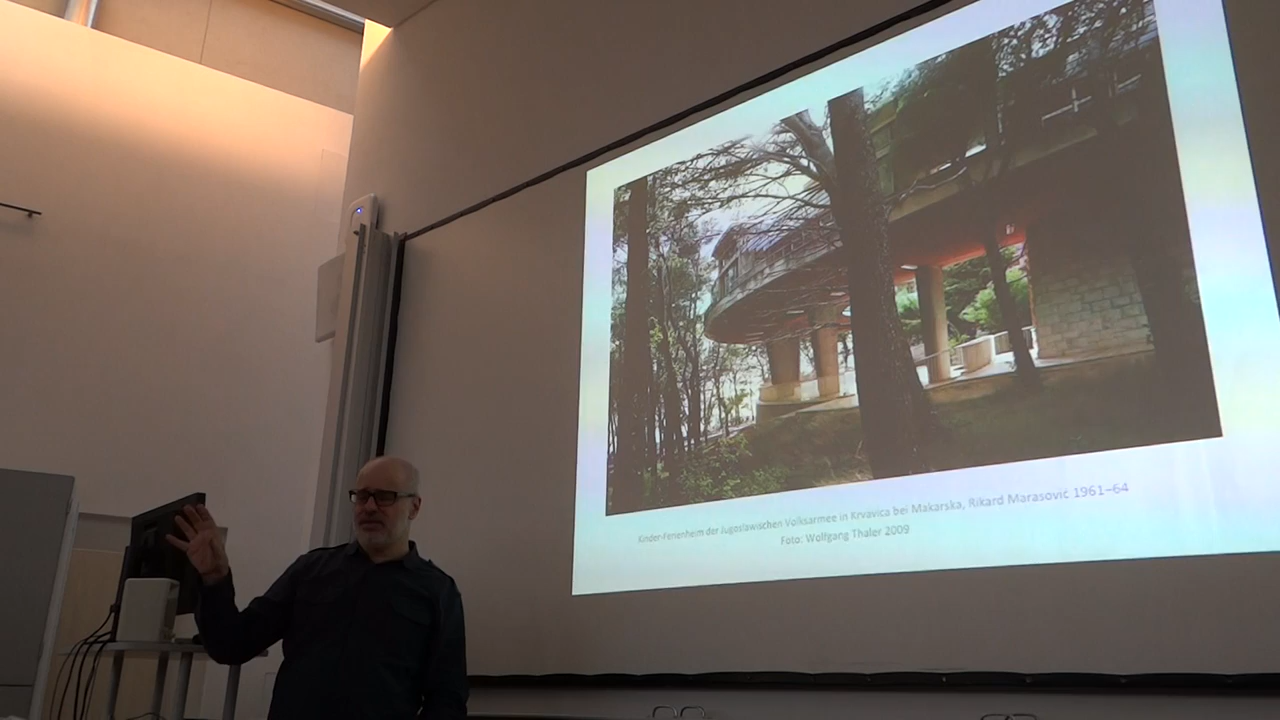 Kinder-Ferienheim der Jugoslawischen Volksarmee in Krvavica bei Makarska, Rikard Marasović 1961–64
Foto: Wolfgang Thaler 2009